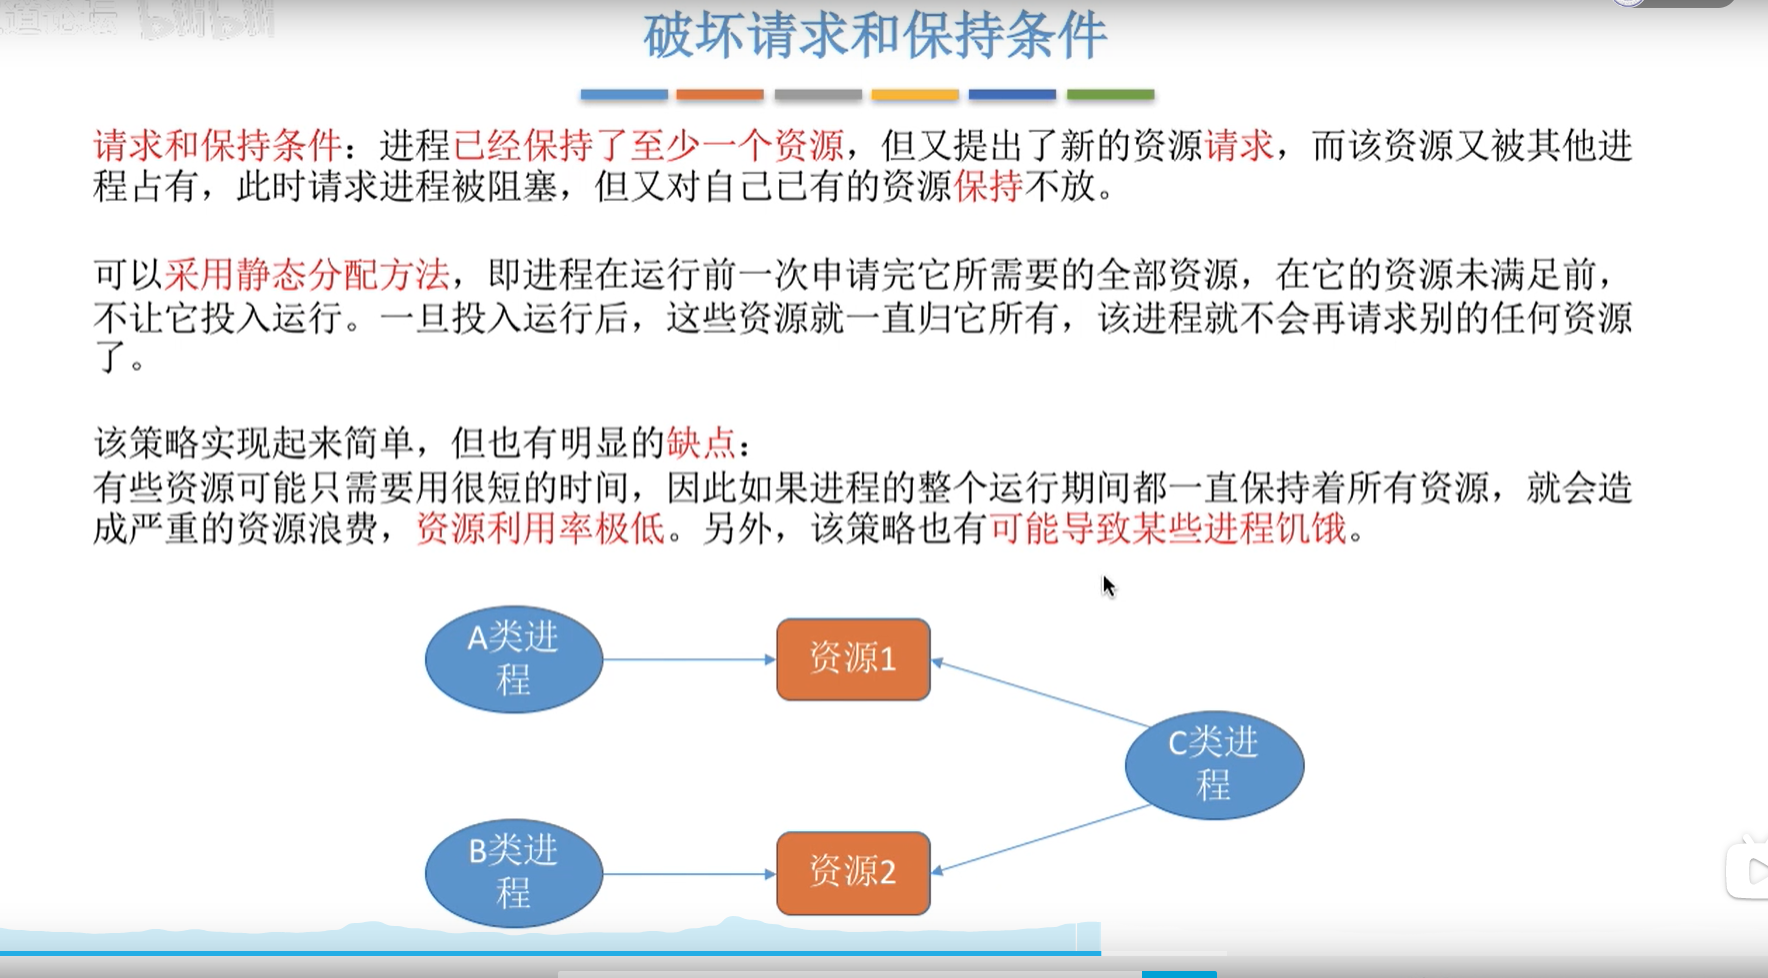 道论坛 bilibili
破坏请求和保持条件
请求和保持条件：进程已经保持了至少一个资源，但又提出了新的资源请求，而该资源又被其他进
程占有，此时请求进程被阻塞，但又对自己已有的资源保持不放。
可以采用静态分配方法，即进程在运行前一次申请完它所需要的全部资源，在它的资源未满足前，
不让它投入运行。一旦投入运行后，这些资源就一直归它所有，该进程就不会再请求别的任何资源
了。
该策略实现起来简单，但也有明显的缺点：
有些资源可能只需要用很短的时间，因此如果进程的整个运行期间都一直保持着所有资源，就会造
成严重的资源浪费，资源利用率极低。另外，该策略也有可能导致某些进程饥饿。
A类进
程
资源1
C类进
程
B类进
程
资源2